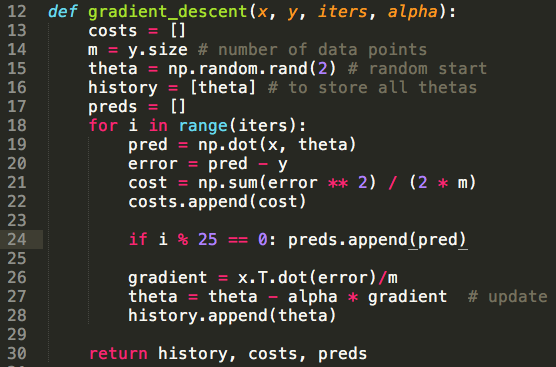 12 def gradient_descent(x, y, iters, alpha):
13     costs = []
14     m = y.size # number of data points
15     theta = np.random.rand(2) # random start
16     history = [theta] # to store all thetas
17     preds = []
18     for i in range(iters):
19         pred = np.dot(x, theta)
20         error = pred - y
21         cost = np.sum(error ** 2) / (2 * m)
22         costs.append(cost)
23
24         if i % 25 == 0: preds.append(pred)
25
26         gradient = x.T.dot(error)/m
27         theta = theta - alpha * gradient  # update
28         history.append(theta)
29
30     return history, costs, preds